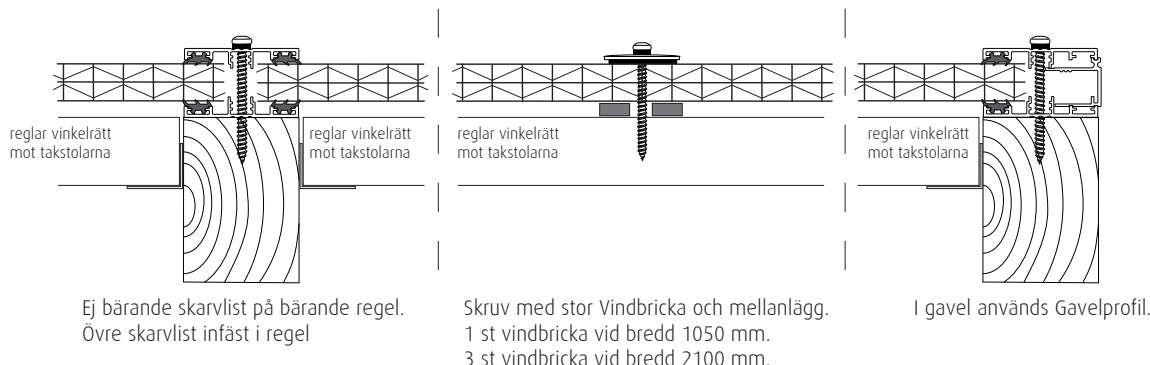 reglar vinkelrätt
mot takstolarna
reglar vinkelrätt
mot takstolarna
reglar vinkelrätt
mot takstolarna
reglar vinkelrätt
mot takstolarna
Ej bärande skarvlist på bärande regel.
Övre skarvlist infäst i regel
Skruv med stor Vindbricka och mellanlägg.
1 st vindbricka vid bredd 1050 mm.
3 st vindbricka vid bredd 2100 mm.
I gavel används Gavelprofil.